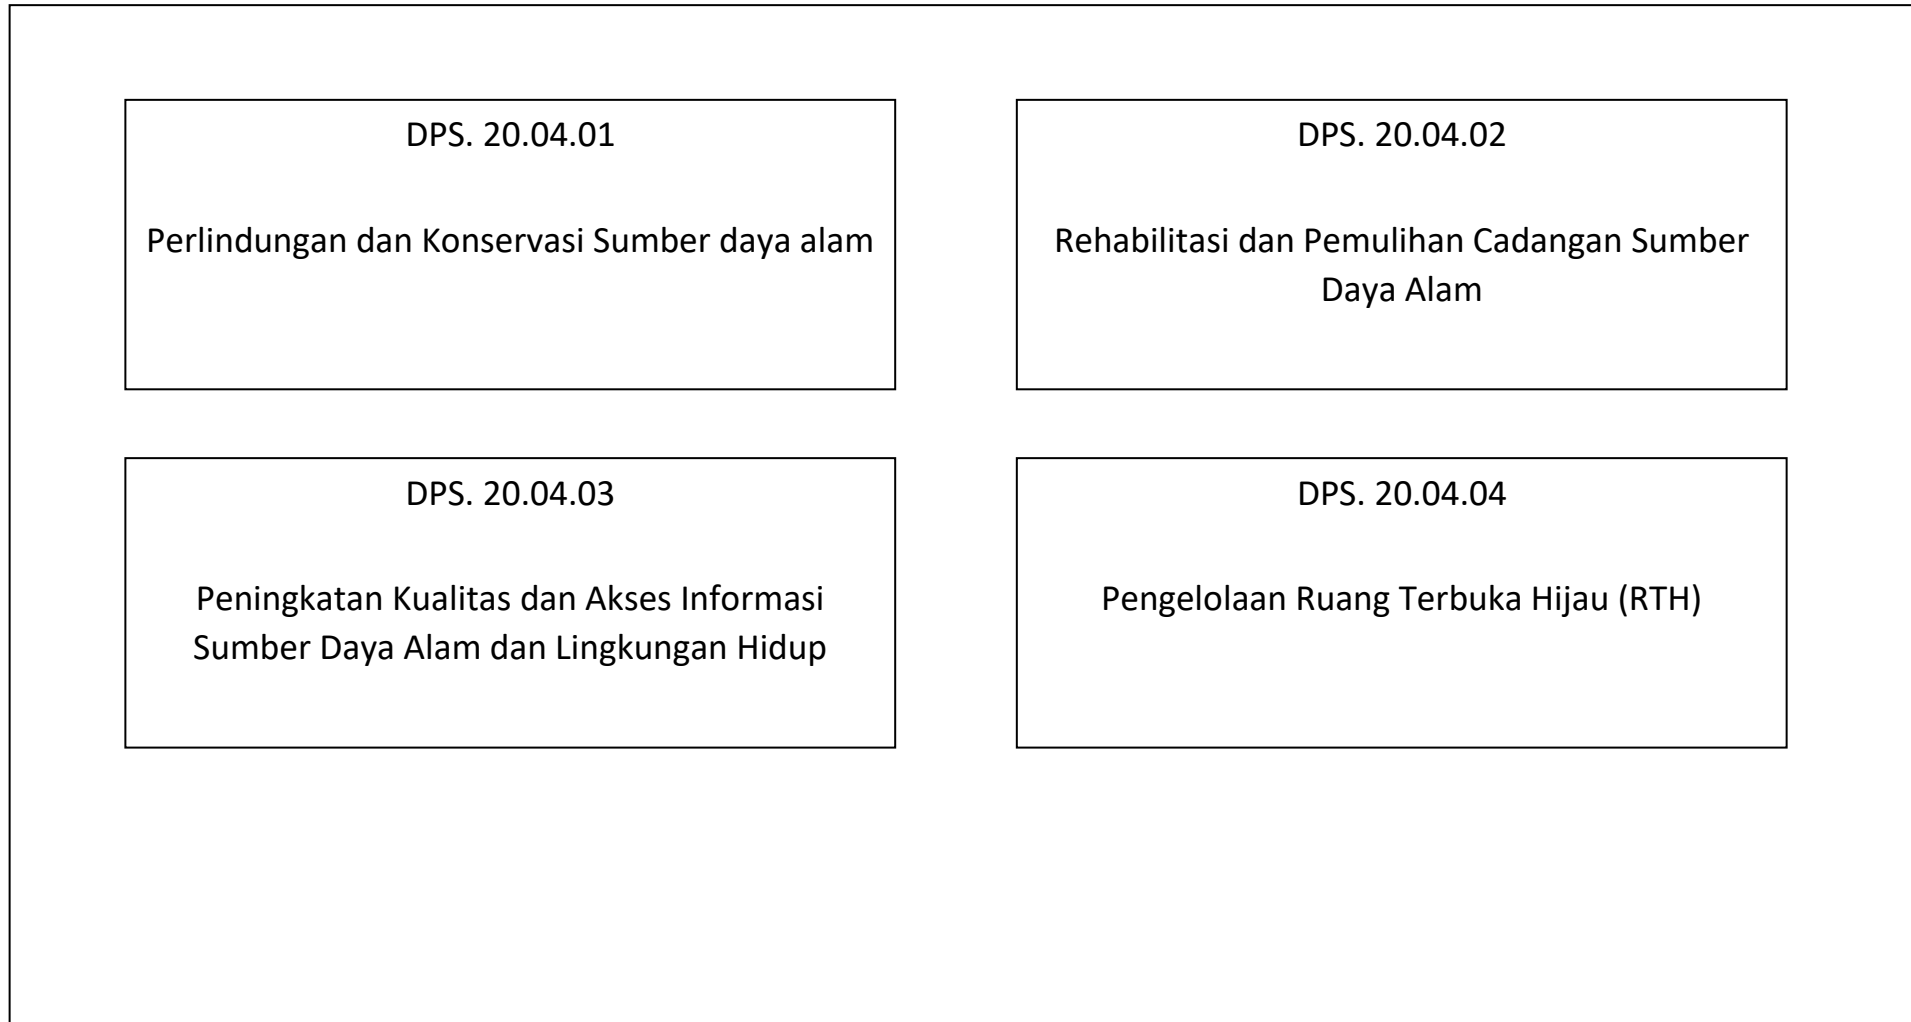 DPS. 20.04.01
Perlindungan dan Konservasi Sumber daya alam
DPS. 20.04.02
Rehabilitasi dan Pemulihan Cadangan Sumber
Daya Alam
DPS. 20.04.03
Peningkatan Kualitas dan Akses Informasi
Sumber Daya Alam dan Lingkungan Hidup
DPS. 20.04.04
Pengelolaan Ruang Terbuka Hijau (RTH)